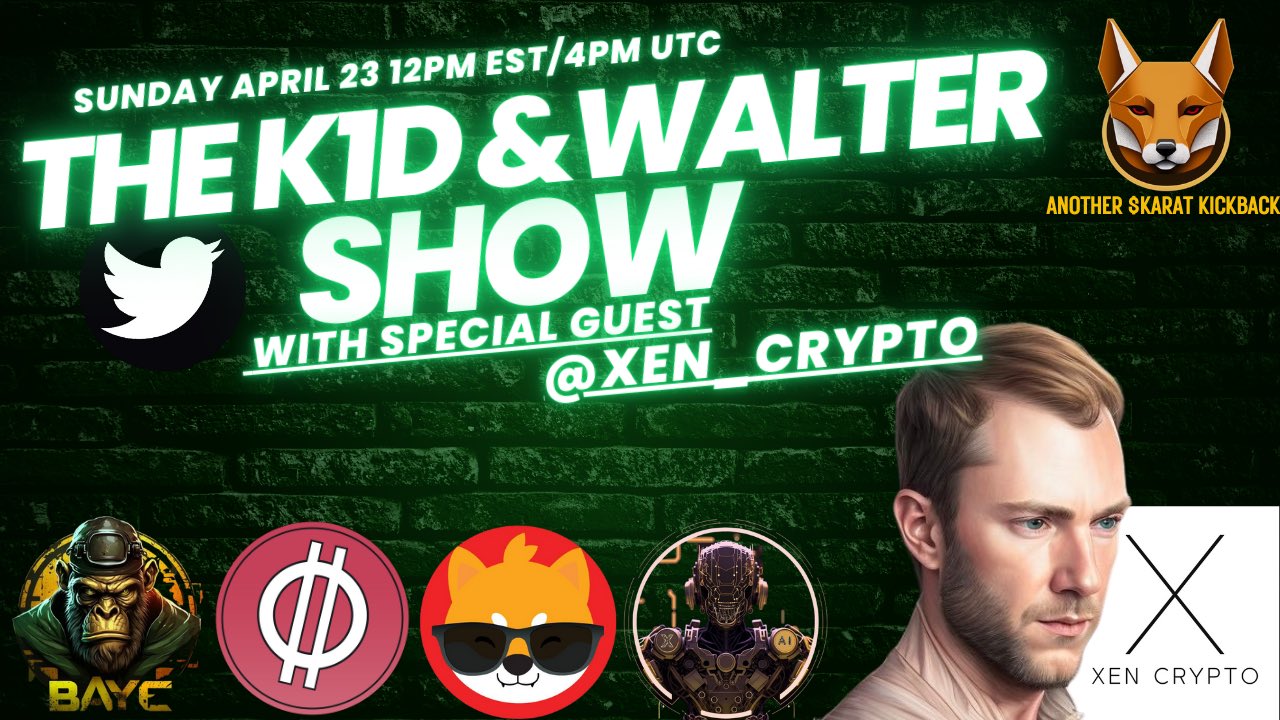 SUNDAY APRIL 23 12PM EST/4PM UTC
THE K1D & WALTER
SHOW
WITH SPECIAL GUEST
@XEN_CRYPTO
ANOTHER $KARAT KICKBACK
BAYC
X AI
XEN CRYPTO